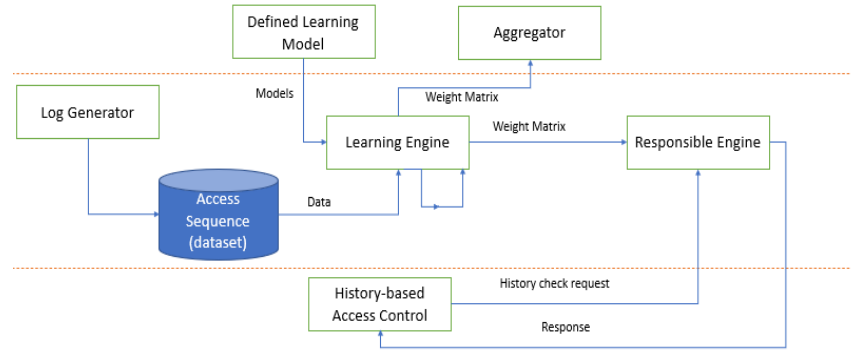 Defined Learning
Model
Aggregator
Models
Weight Matrix
Log Generator
Learning Engine
Weight Matrix
Responsible Engine
Access
Sequence
(dataset)
Data
History-based
Access Control
History check request
Response